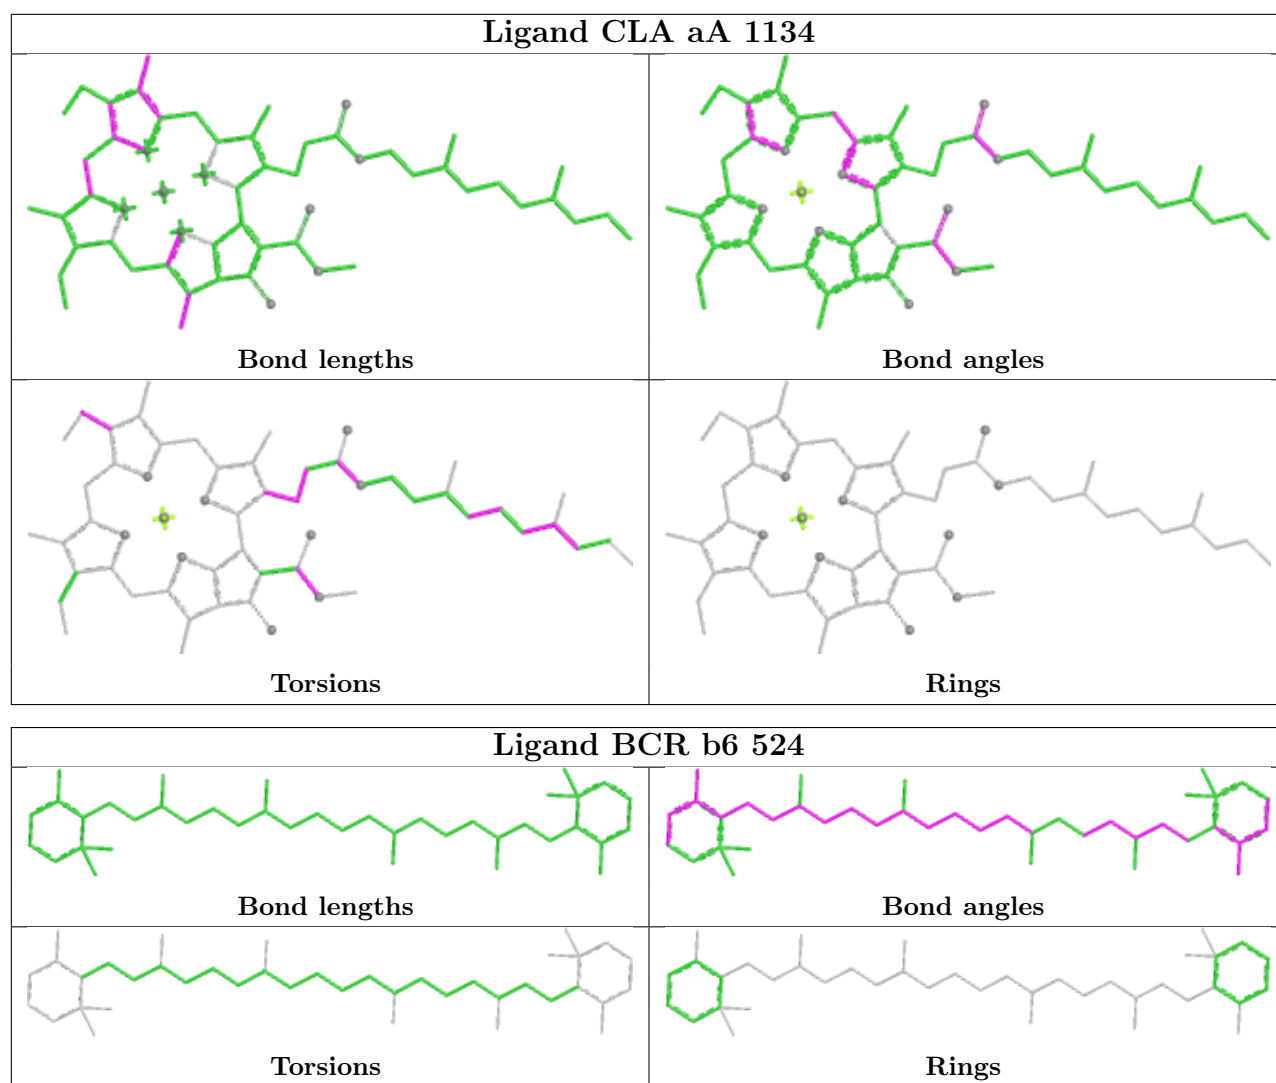 Ligand CLA aA 1134
Bond lengths
Bond angles
Torsions
Rings
Ligand BCR b6 524
Bond lengths
Bond angles
Torsions
Rings